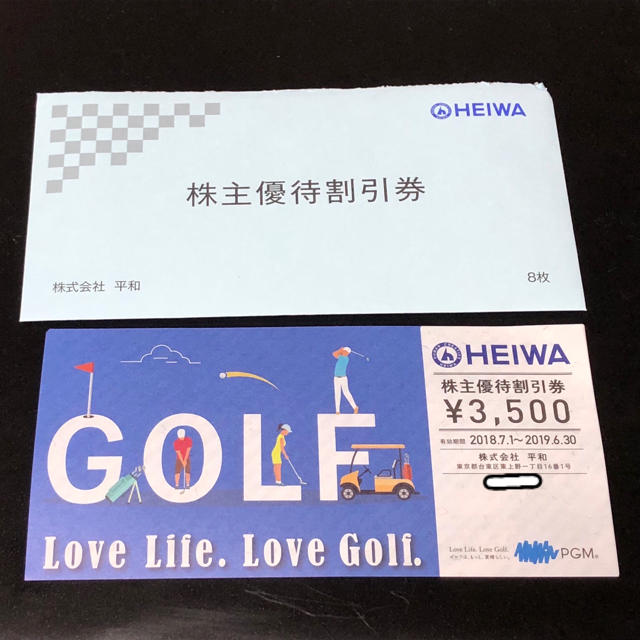 HEIWA
株主優待割引券
株式会社 平和
8枚
GOLF
Love Life. Love Golf.
HEIWA
株主優待割引券
¥3,500
有効期間 2018.7.1~2019.6.30
株式会社 平和
東京都台東区東上野一丁目16番1号
Love Life. Love Golf.
PGM